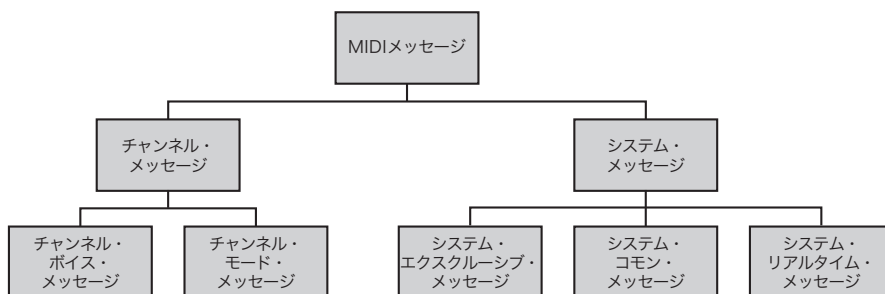 MIDIメッセージ
チャンネル・
メッセージ
システム・
メッセージ
チャンネル・
ボイス・
メッセージ
チャンネル・
モード・
メッセージ
システム・
エクスクルーシブ・
メッセージ
システム・
コモン・
メッセージ
システム・
リアルタイム・
メッセージ